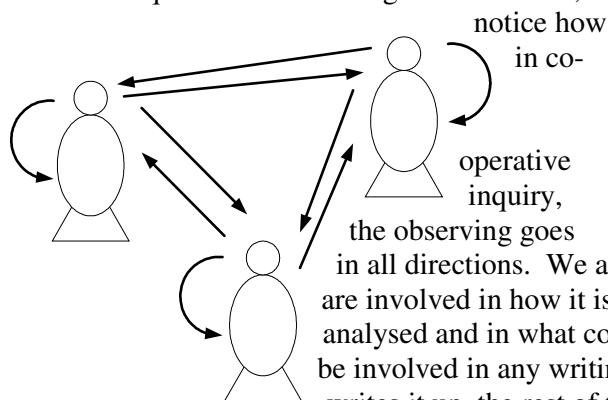 notice how
in co-
operative
inquiry,
the observing goes
in all directions. We a
are involved in how it is
analysed and in what co
be involved in any writin